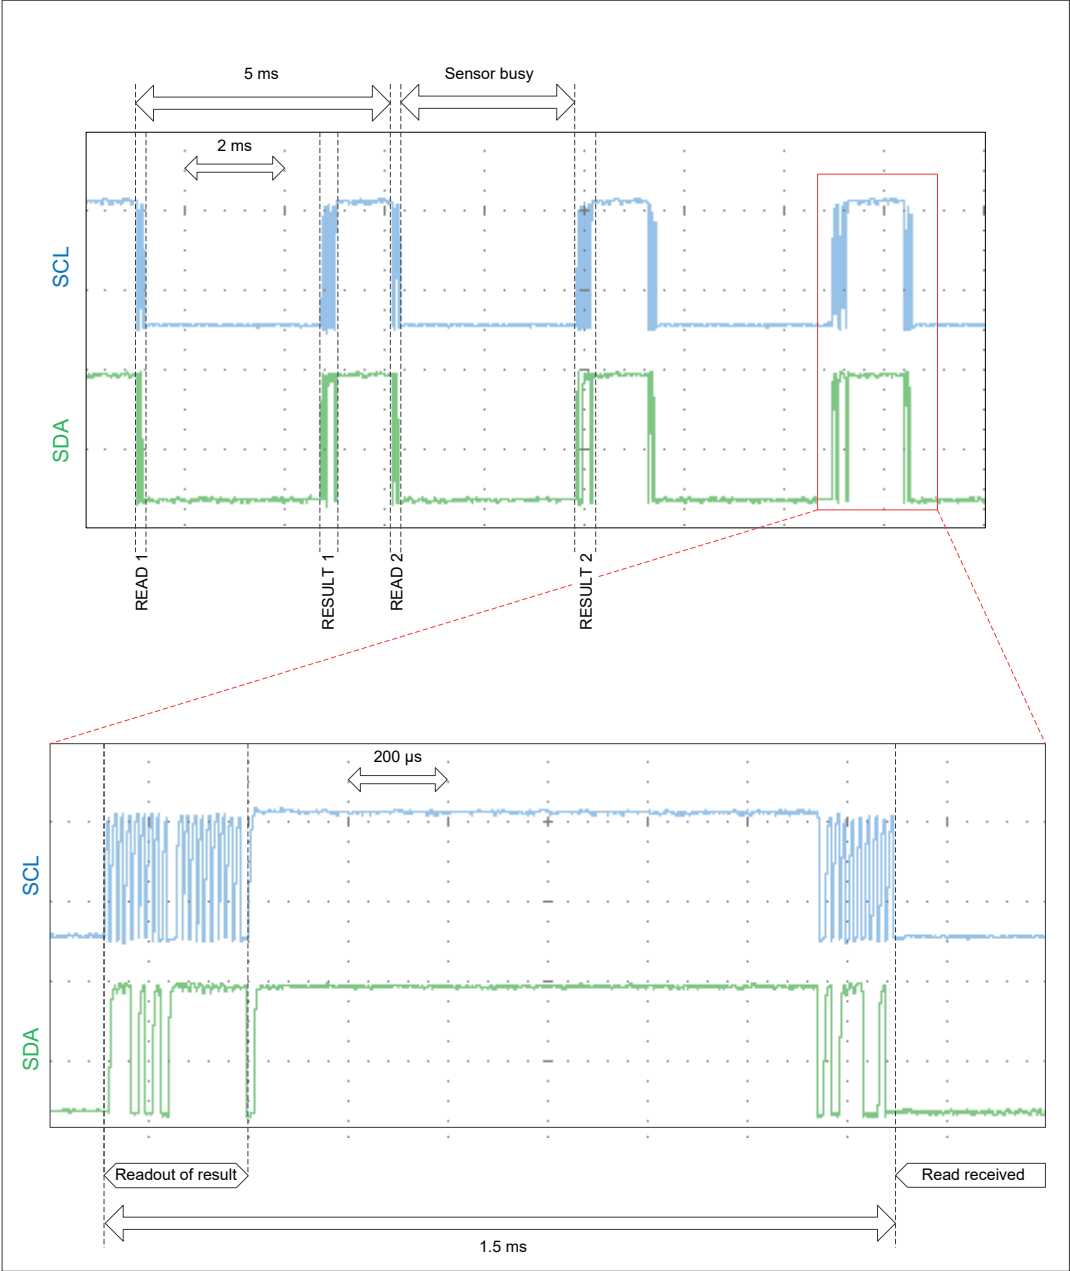 5 ms
Sensor busy
2 ms
SCL
SDA
READ 1
RESULT 1
READ 2
RESULT 2
200 µs
SCL
SDA
Readout of result
Read received
1.5 ms